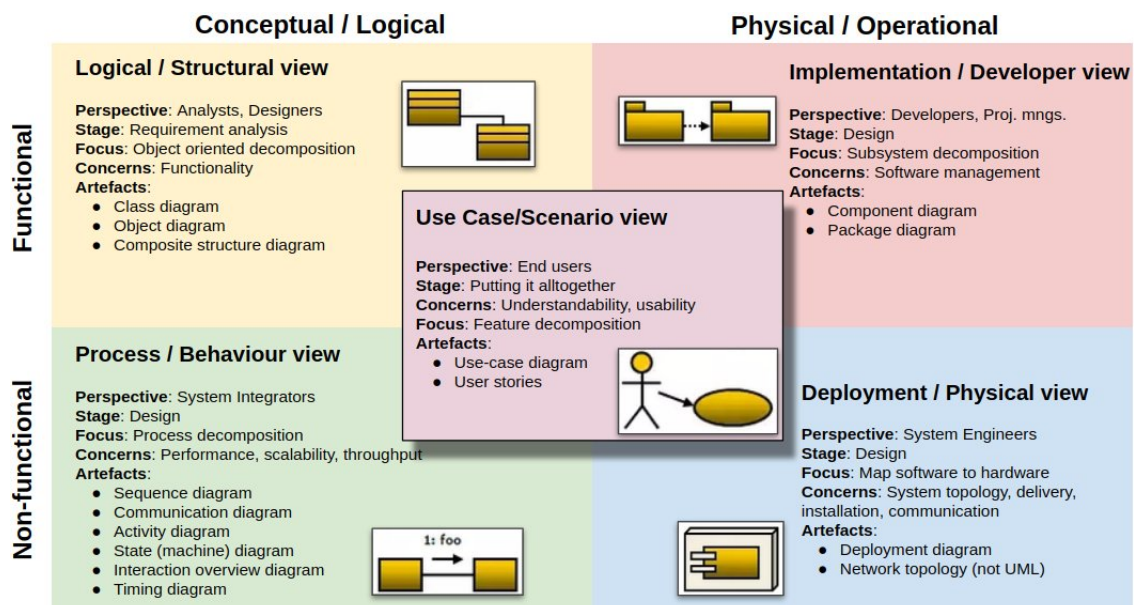 Conceptual / Logical
Physical / Operational
Functional
Non-functional
Logical / Structural view
Perspective: Analysts, Designers
Stage: Requirement analysis
Focus: Object oriented decomposition
Concerns: Functionality
Artefacts:
● Class diagram
● Object diagram
● Composite structure diagram
Implementation / Developer view
Perspective: Developers, Proj. mngs.
Stage: Design
Focus: Subsystem decomposition
Concerns: Software management
Artefacts:
● Component diagram
● Package diagram
Use Case/Scenario view
Perspective: End users
Stage: Putting it alltogether
Concerns: Understandability, usability
Focus: Feature decomposition
Artefacts:
● Use-case diagram
● User stories
Process / Behaviour view
Perspective: System Integrators
Stage: Design
Focus: Process decomposition
Concerns: Performance, scalability, throughput
Artefacts:
● Sequence diagram
● Communication diagram
● Activity diagram
● State (machine) diagram
● Interaction overview diagram
● Timing diagram
1: foo
Deployment / Physical view
Perspective: System Engineers
Stage: Design
Focus: Map software to hardware
Concerns: System topology, delivery,
installation, communication
Artefacts:
● Deployment diagram
● Network topology (not UML)